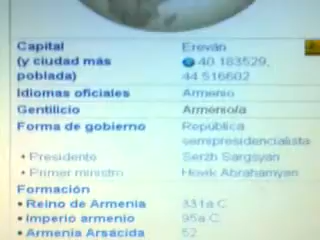 Capital Ereván
(y ciudad más 40.183529,
poblada) 44.516602
Idiomas oficiales Armenio
Gentilicio Armenio/a
Forma de gobierno República
semipresidencialista
• Presidente Serzh Sargsyan
• Primer ministro Hovik Abrahamyan
Formación
• Reino de Armenia 331a C
• Imperio armenio 95a C
• Armenia Arsácida 52